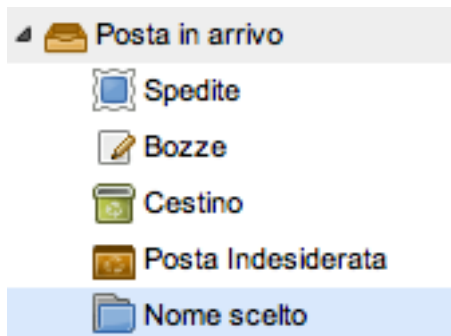 Posta in arrivo
Spedite
Bozze
Cestino
Posta Indesiderata
Nome scelto